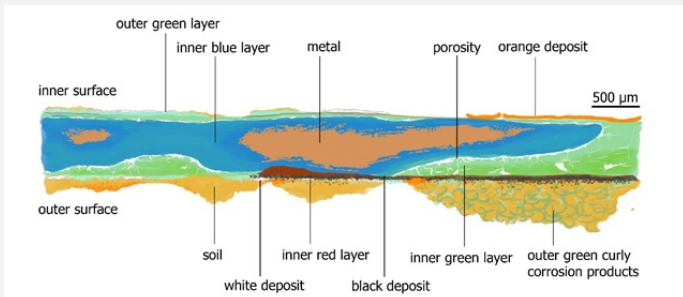 outer green layer
inner blue layer
metal
porosity
orange deposit
inner surface
500 µm
outer surface
soil
inner red layer
inner green layer
outer green curly
corrosion products
white deposit
black deposit